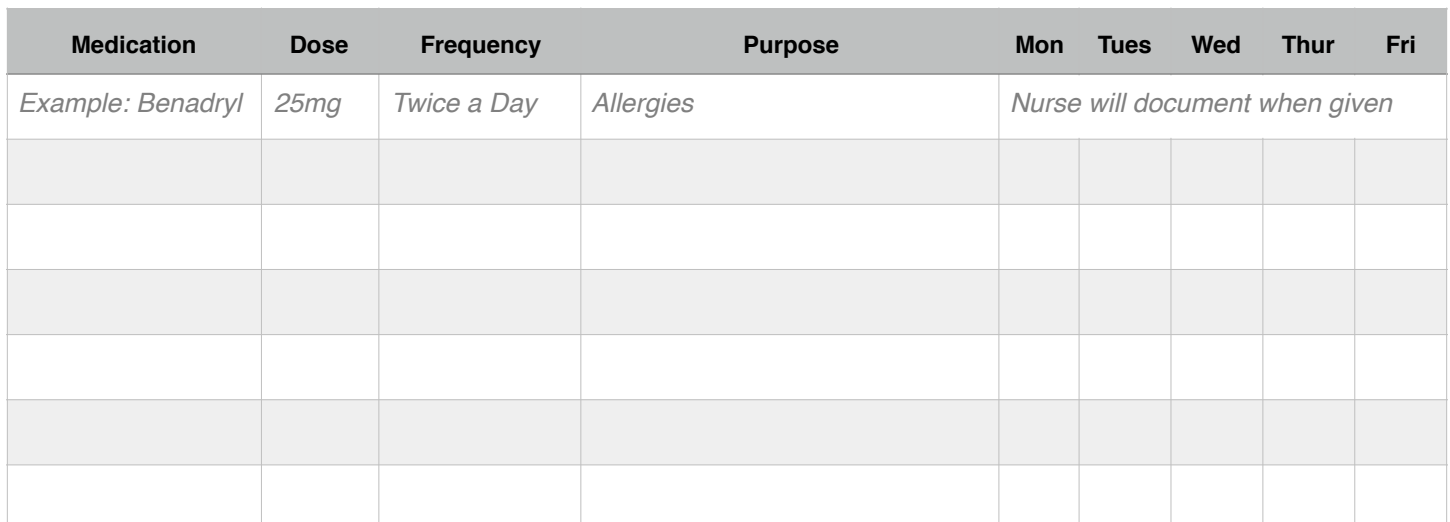 Medication Dose Frequency Purpose Mon Tues Wed Thur Fri
Example: Benadryl 25mg Twice a Day Allergies Nurse will document when given